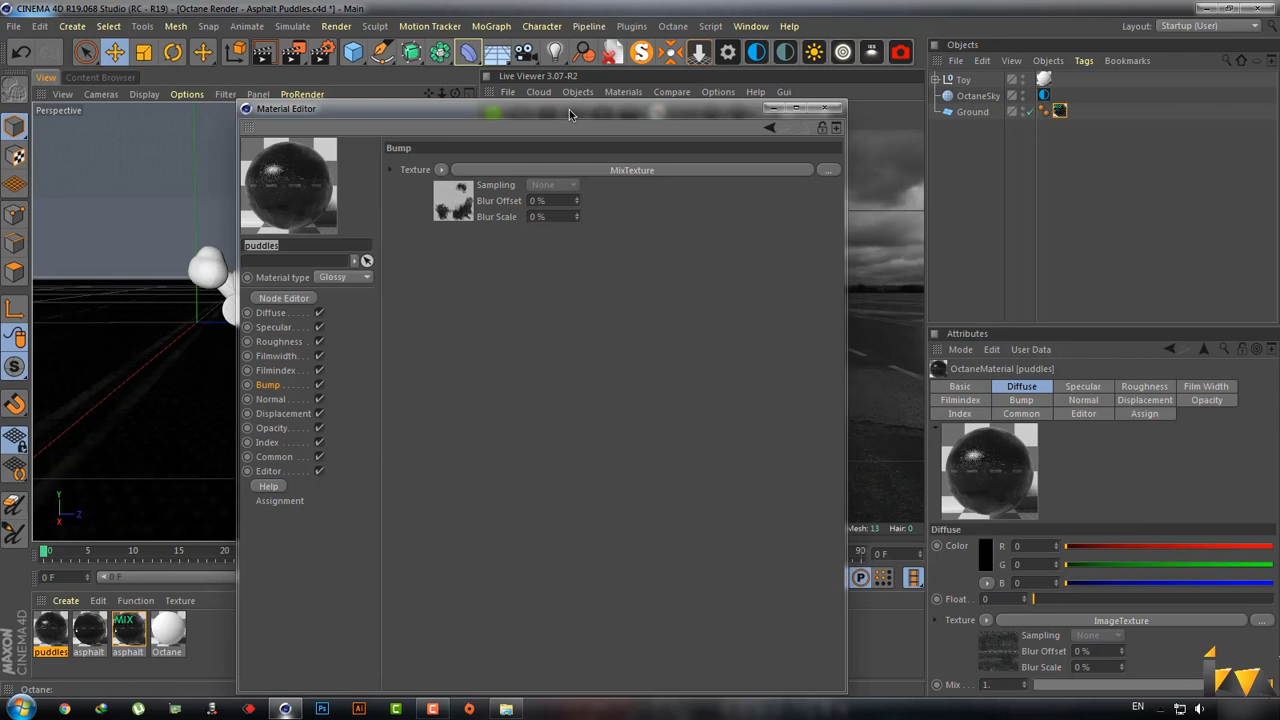 CINEMA 4D R19.068 Studio (RC - R19) - [Octane Render - Asphalt Puddles.c4d *] - Main
File Edit Create Select Tools Mesh Snap Animate Simulate Render Sculpt Motion Tracker MoGraph Character Pipeline Plugins Octane Script Window Help Layout: Startup (User)
View Content Browser
View Cameras Display Options Filter Panel ProRender
Perspective
Live Viewer 3.07-R2
File Cloud Objects Materials Compare Options Help Gui
Material Editor
puddles
Material type Glossy
Node Editor
Diffuse
Specular
Roughness
Filmwidth
Filmindex
Bump
Normal
Displacement
Opacity
Index
Common
Editor
Help
Assignment
Bump
Texture MixTexture ...
Sampling None
Blur Offset 0 %
Blur Scale 0 %
Objects
File Edit View Objects Tags Bookmarks
Toy
OctaneSky
Ground
Attributes
Mode Edit User Data
OctaneMaterial [puddles]
Basic Diffuse Specular Roughness Film Width
Filmindex Bump Normal Displacement Opacity
Index Common Editor Assign
Diffuse
Color R 0
G 0
B 0
Float 0
Texture ImageTexture ...
Sampling None
Blur Offset 0 %
Blur Scale 0 %
Mix 1.
Mesh: 13 Hair: 0
Y
Z
X
0 5 10 15 20 90 0 F
0 F 0 F
Create Edit Function Texture
MIX
puddles asphalt asphalt Octane
Octane:
MAXON CINEMA 4D
EN